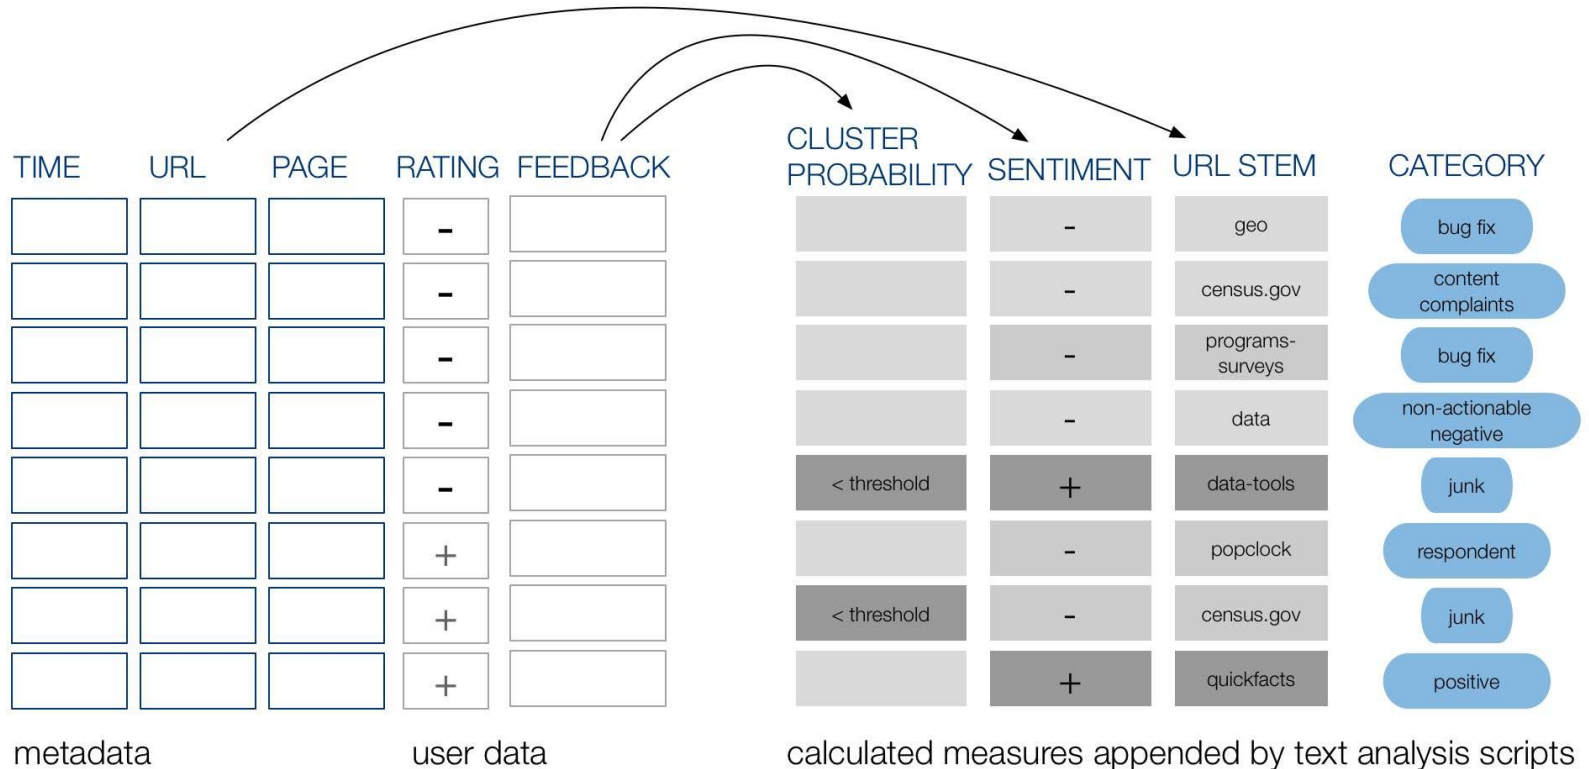 TIME URL PAGE RATING FEEDBACK CLUSTER PROBABILITY SENTIMENT URL STEM CATEGORY
- - geo bug fix
- - census.gov content complaints
- - programs-surveys bug fix
- - data non-actionable negative
- < threshold + data-tools junk
+ - popclock respondent
+ < threshold - census.gov junk
+ + quickfacts positive
metadata user data calculated measures appended by text analysis scripts